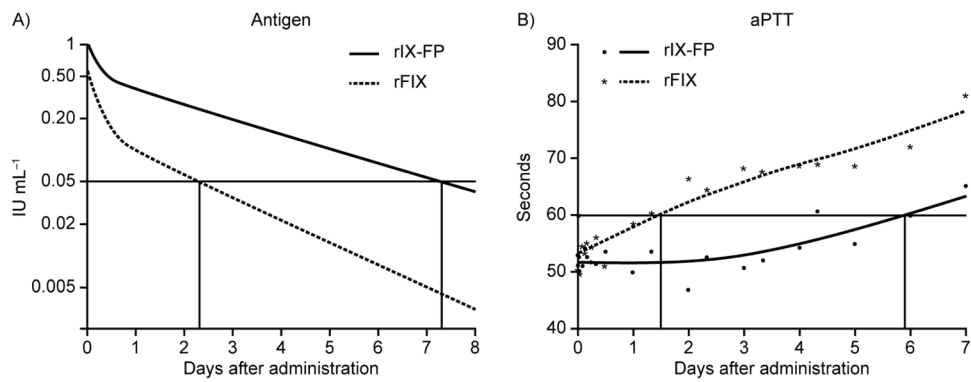 A)
Antigen
1
0.50
0.20
0.05
0.02
0.005
IU mL⁻¹
rIX-FP
rFIX
0 1 2 3 4 5 6 7 8
Days after administration
B)
aPTT
90
80
70
60
50
40
Seconds
rIX-FP
rFIX
0 1 2 3 4 5 6 7
Days after administration